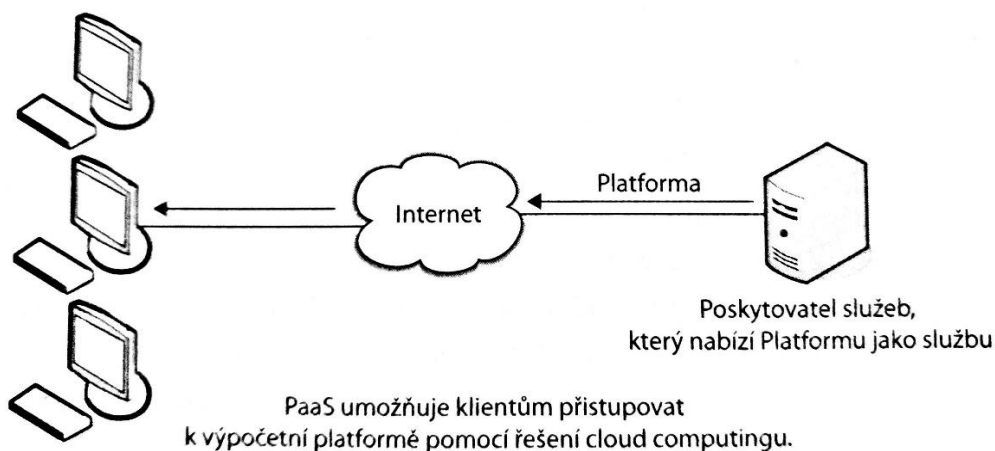 Platforma
Internet
Poskytovatel služeb,
který nabízí Platformu jako službu
PaaS umožňuje klientům přistupovat
k výpočetní platformě pomocí řešení cloud computingu.